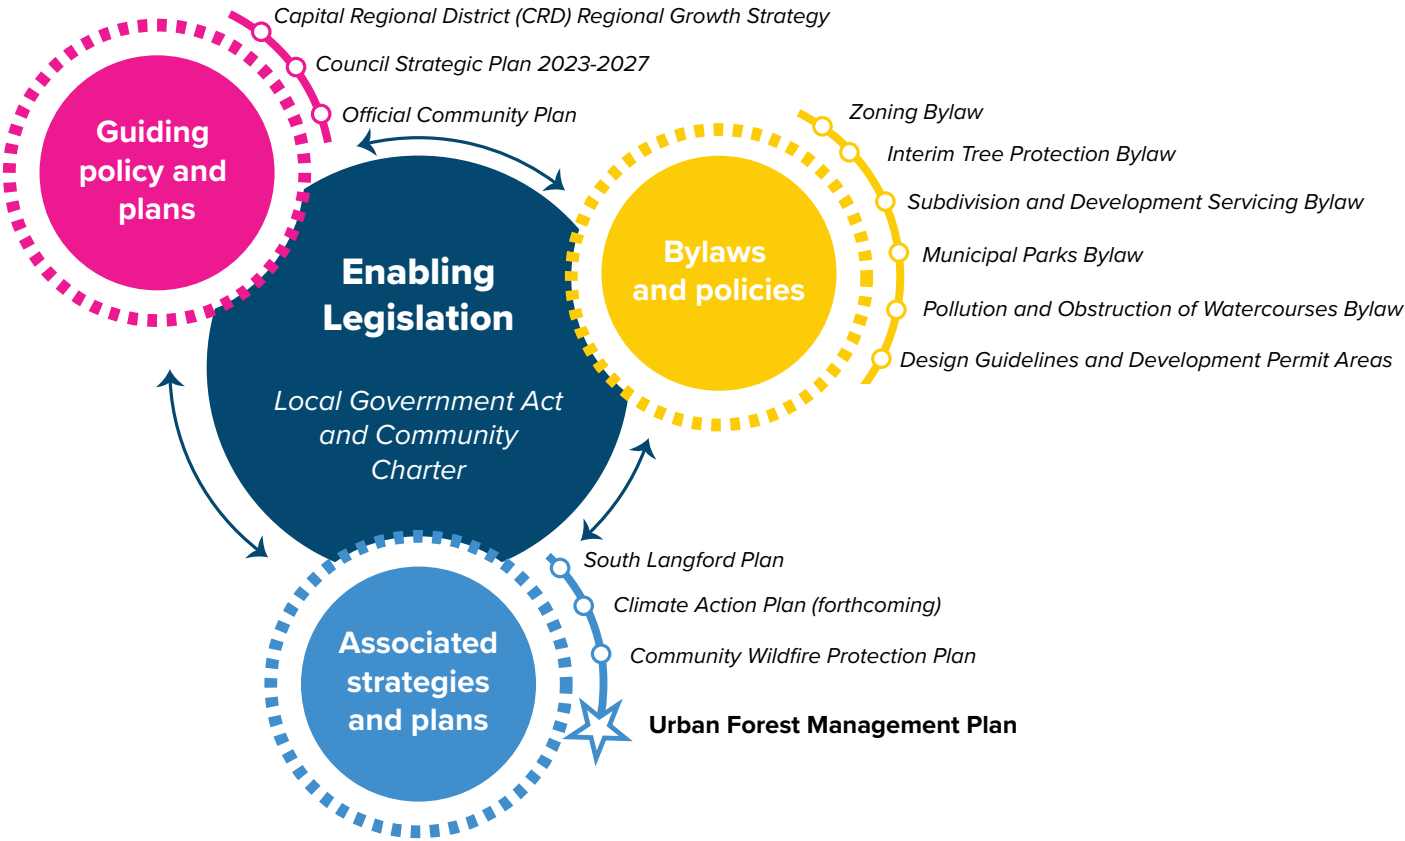 Capital Regional District (CRD) Regional Growth Strategy
Council Strategic Plan 2023-2027
Official Community Plan
Guiding
policy and
plans
Zoning Bylaw
Interim Tree Protection Bylaw
Subdivision and Development Servicing Bylaw
Municipal Parks Bylaw
Pollution and Obstruction of Watercourses Bylaw
Design Guidelines and Development Permit Areas
Bylaws
and policies
Enabling
Legislation
Local Goverrnment Act
and Community
Charter
South Langford Plan
Climate Action Plan (forthcoming)
Community Wildfire Protection Plan
Urban Forest Management Plan
Associated
strategies
and plans